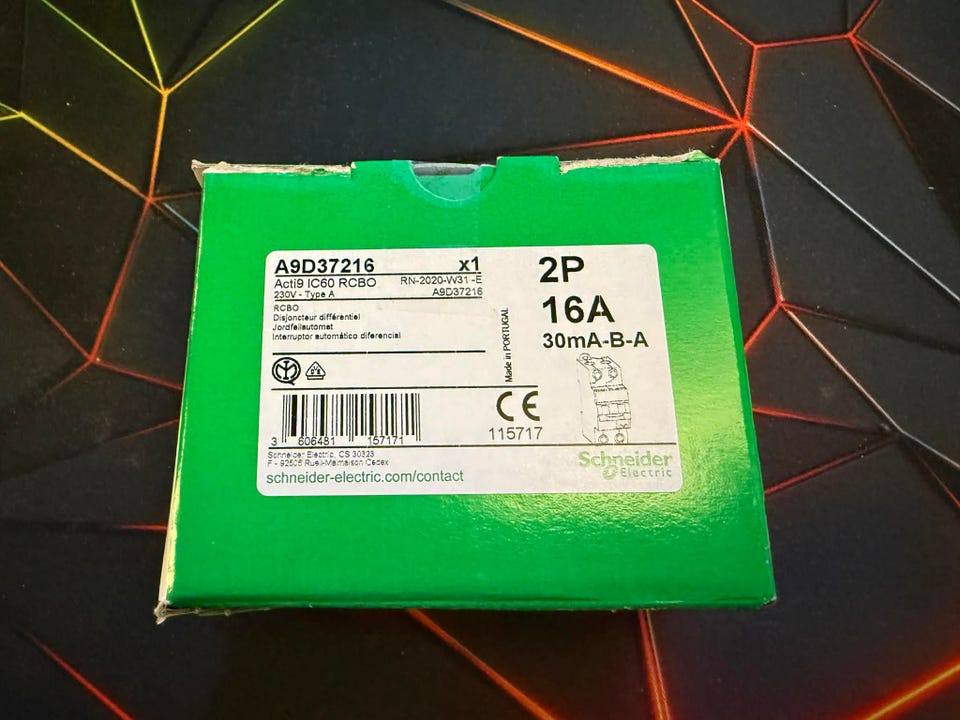 A9D37216 x1
Acti9 IC60 RCBO RN-2020-W31-E
230V - Type A A9D37216
RCBO
Disjoncteur différentiel
Jordfeilautomat
Interruptor automático diferencial
Made in PORTUGAL
2P
16A
30mA-B-A
CE
3 606481 157171
115717
Schneider Electric, CS 30323
F - 92506 Rueil-Malmaison Cedex
schneider-electric.com/contact
Schneider
Electric